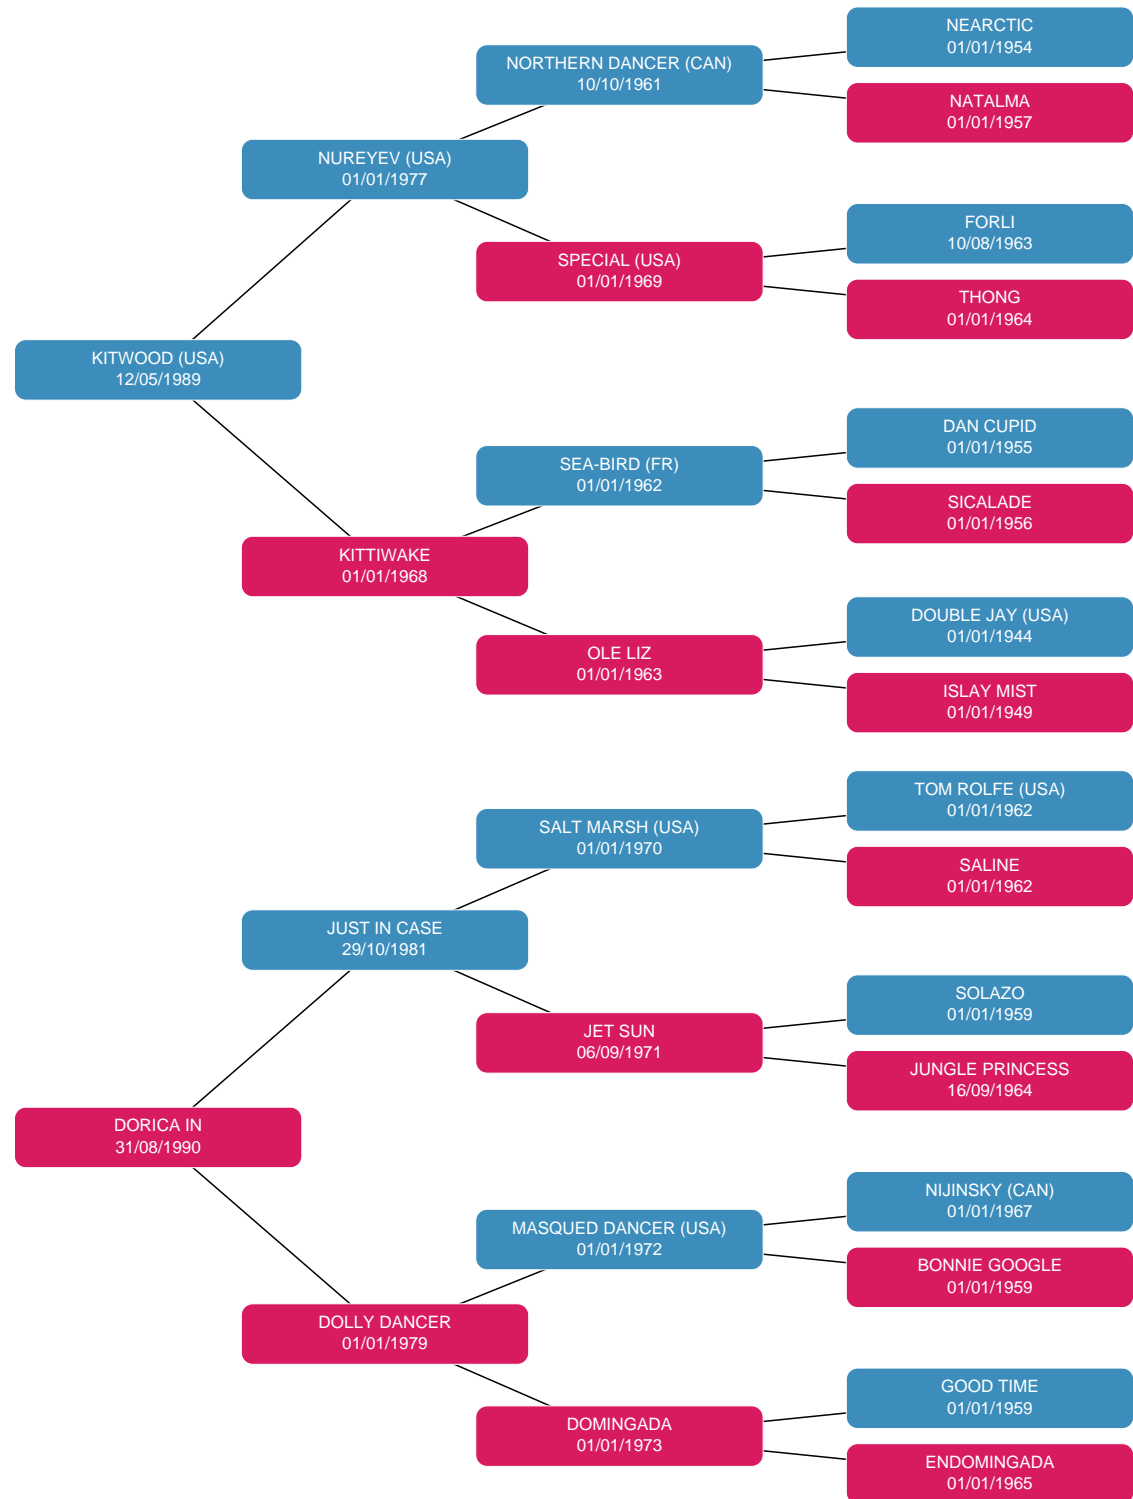 NEARCTIC
01/01/1954
NORTHERN DANCER (CAN)
10/10/1961
NATALMA
01/01/1957
NUREYEV (USA)
01/01/1977
FORLI
10/08/1963
SPECIAL (USA)
01/01/1969
THONG
01/01/1964
KITWOOD (USA)
12/05/1989
DAN CUPID
01/01/1955
SEA-BIRD (FR)
01/01/1962
SICALADE
01/01/1956
KITTIWAKE
01/01/1968
DOUBLE JAY (USA)
01/01/1944
OLE LIZ
01/01/1963
ISLAY MIST
01/01/1949
TOM ROLFE (USA)
01/01/1962
SALT MARSH (USA)
01/01/1970
SALINE
01/01/1962
JUST IN CASE
29/10/1981
SOLAZO
01/01/1959
JET SUN
06/09/1971
JUNGLE PRINCESS
16/09/1964
DORICA IN
31/08/1990
NIJINSKY (CAN)
01/01/1967
MASQUED DANCER (USA)
01/01/1972
BONNIE GOOGLE
01/01/1959
DOLLY DANCER
01/01/1979
GOOD TIME
01/01/1959
DOMINGADA
01/01/1973
ENDOMINGADA
01/01/1965